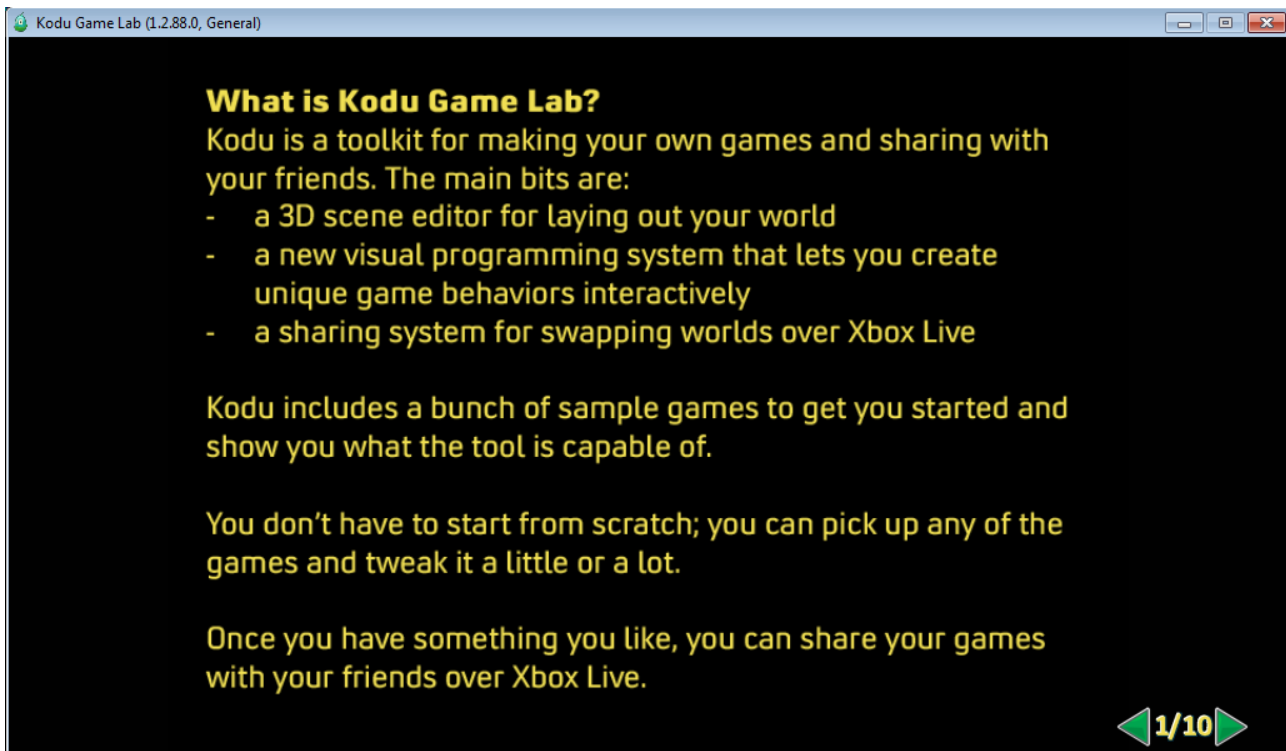 Kodu Game Lab (1.2.88.0, General)
What is Kodu Game Lab?
Kodu is a toolkit for making your own games and sharing with
your friends. The main bits are:
- a 3D scene editor for laying out your world
- a new visual programming system that lets you create
unique game behaviors interactively
- a sharing system for swapping worlds over Xbox Live
Kodu includes a bunch of sample games to get you started and
show you what the tool is capable of.
You don't have to start from scratch; you can pick up any of the
games and tweak it a little or a lot.
Once you have something you like, you can share your games
with your friends over Xbox Live.
1/10